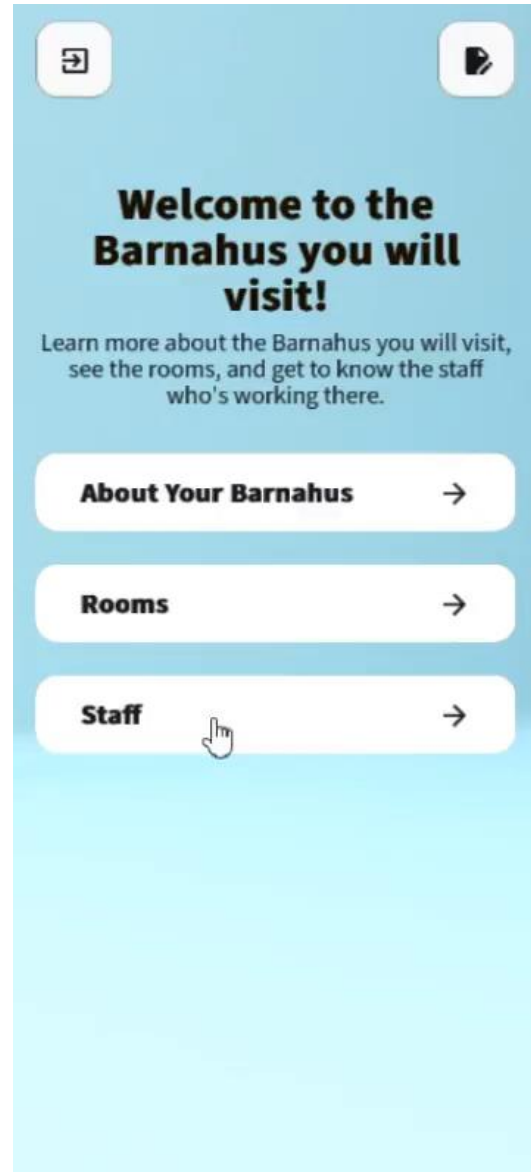 Welcome to the
Barnahus you will
visit!
Learn more about the Barnahus you will visit,
see the rooms, and get to know the staff
who's working there.
About Your Barnahus
Rooms
Staff